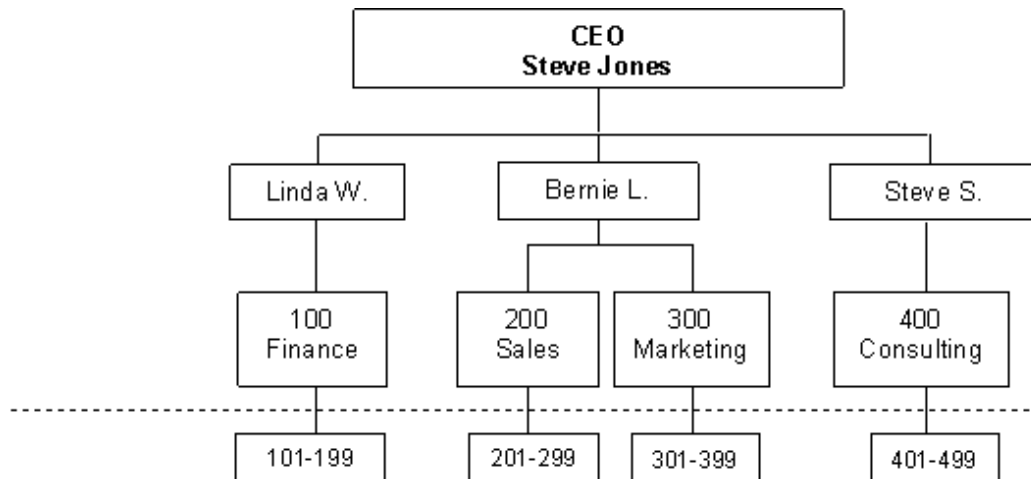 CEO
Steve Jones
Linda W.
Bernie L.
Steve S.
100
Finance
200
Sales
300
Marketing
400
Consulting
101-199
201-299
301-399
401-499